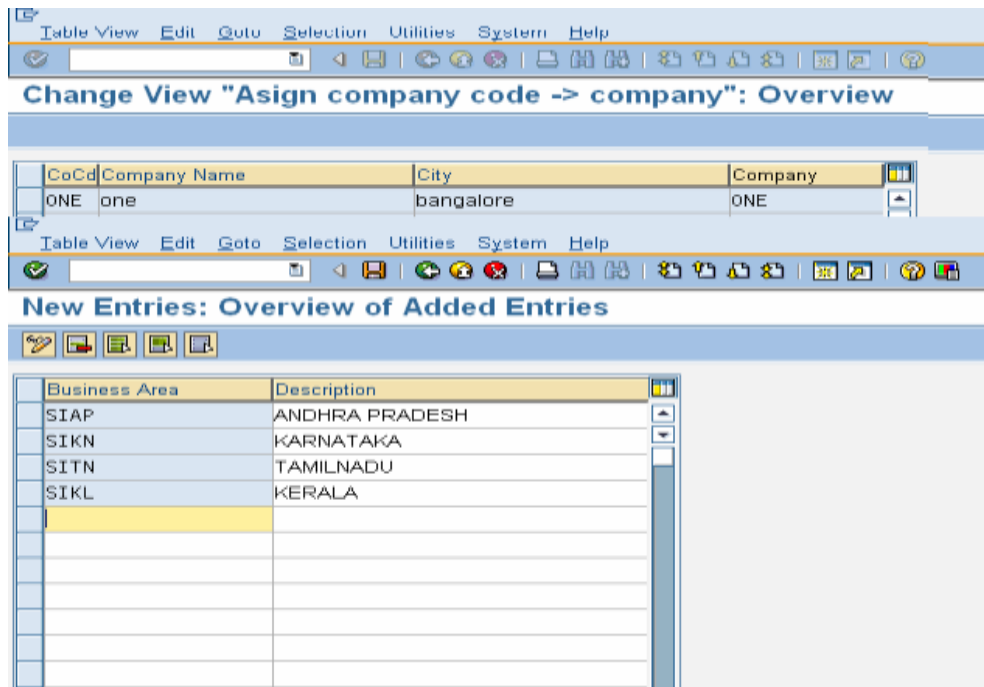 Table View Edit Goto Selection Utilities System Help
Change View "Asign company code -> company": Overview
CoCd Company Name City Company
ONE one bangalore ONE
Table View Edit Goto Selection Utilities System Help
New Entries: Overview of Added Entries
Business Area Description
SIAP ANDHRA PRADESH
SIKN KARNATAKA
SITN TAMILNADU
SIKL KERALA